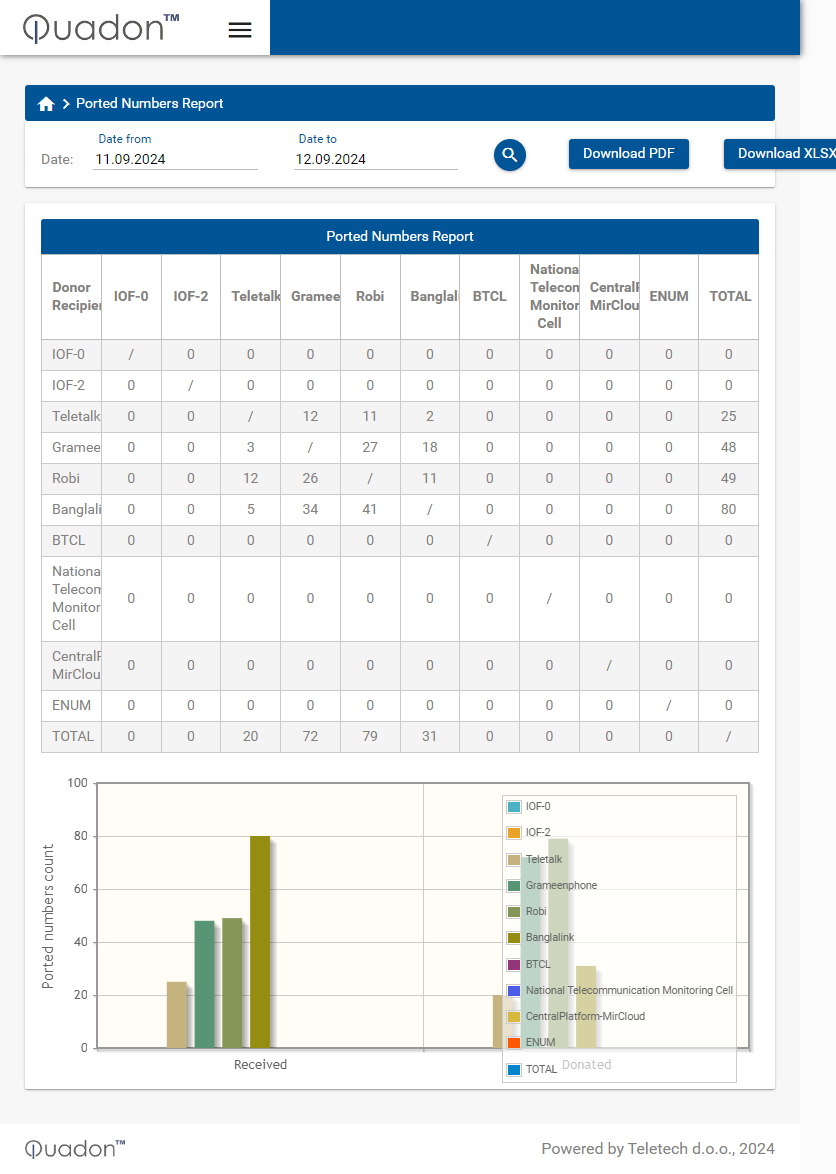 Quadon™
Ported Numbers Report
Date:
Date from
11.09.2024
Date to
12.09.2024
Download PDF
Download XLSX
Ported Numbers Report
Donor
Recipie
IOF-0
IOF-2
Teletalk
Gramee
Robi
Banglal
BTCL
Nationa
Telecon
Monitor
Cell
CentralF
MirClou
ENUM
TOTAL
IOF-0 / 0 0 0 0 0 0 0 0 0 0
IOF-2 0 / 0 0 0 0 0 0 0 0 0
Teletalk 0 0 / 12 11 2 0 0 0 0 25
Gramee 0 0 3 / 27 18 0 0 0 0 48
Robi 0 0 12 26 / 11 0 0 0 0 49
Banglali 0 0 5 34 41 / 0 0 0 0 80
BTCL 0 0 0 0 0 0 / 0 0 0 0
Nationa
Telecon
Monitor
Cell
0 0 0 0 0 0 0 / 0 0 0
CentralF
MirClou
0 0 0 0 0 0 0 0 / 0 0
ENUM 0 0 0 0 0 0 0 0 0 / 0
TOTAL 0 0 20 72 79 31 0 0 0 0 /
Ported numbers count
100
80
60
40
20
0
Received
Donated
IOF-0
IOF-2
Teletalk
Grameenphone
Robi
Banglalink
BTCL
National Telecommunication Monitoring Cell
CentralPlatform-MirCloud
ENUM
TOTAL
Quadon™
Powered by Teletech d.o.o., 2024